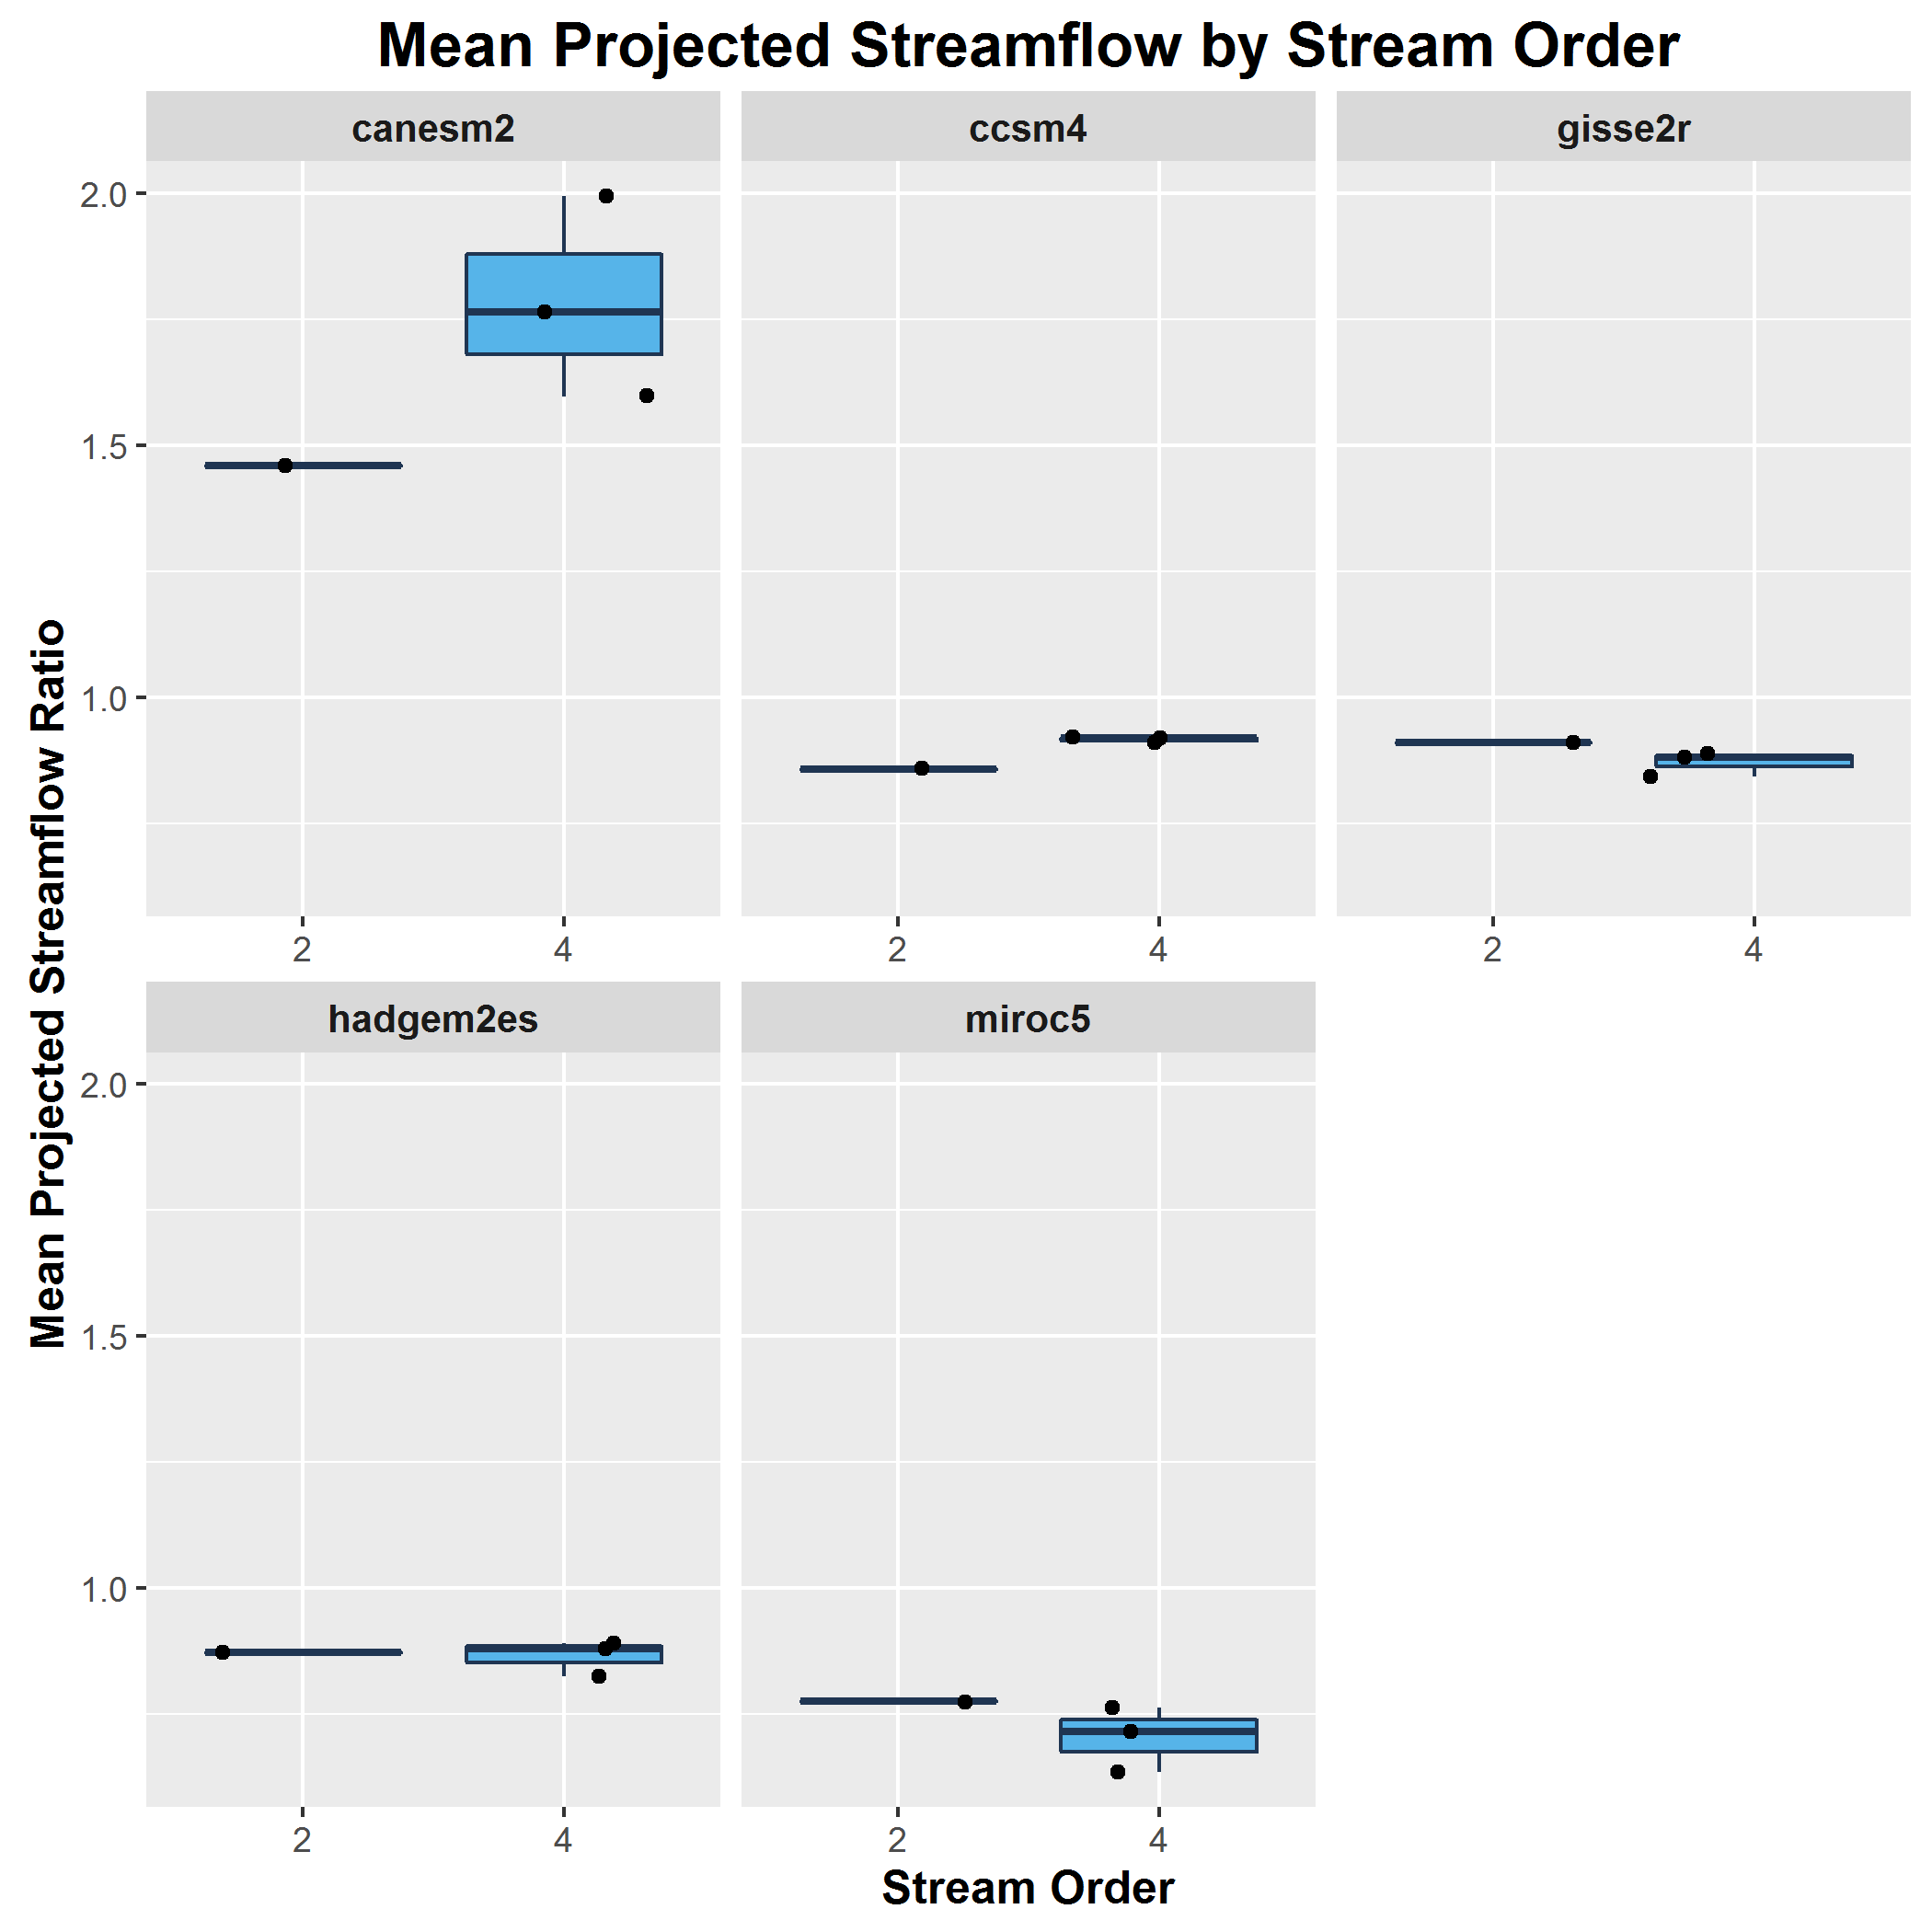 Mean Projected Streamflow by Stream Order
canesm2
ccsm4
gisse2r
2.0
1.5
1.0
2
4
2
4
2
4
hadgem2es
miroc5
2.0
1.5
1.0
2
4
2
4
Mean Projected Streamflow Ratio
Stream Order